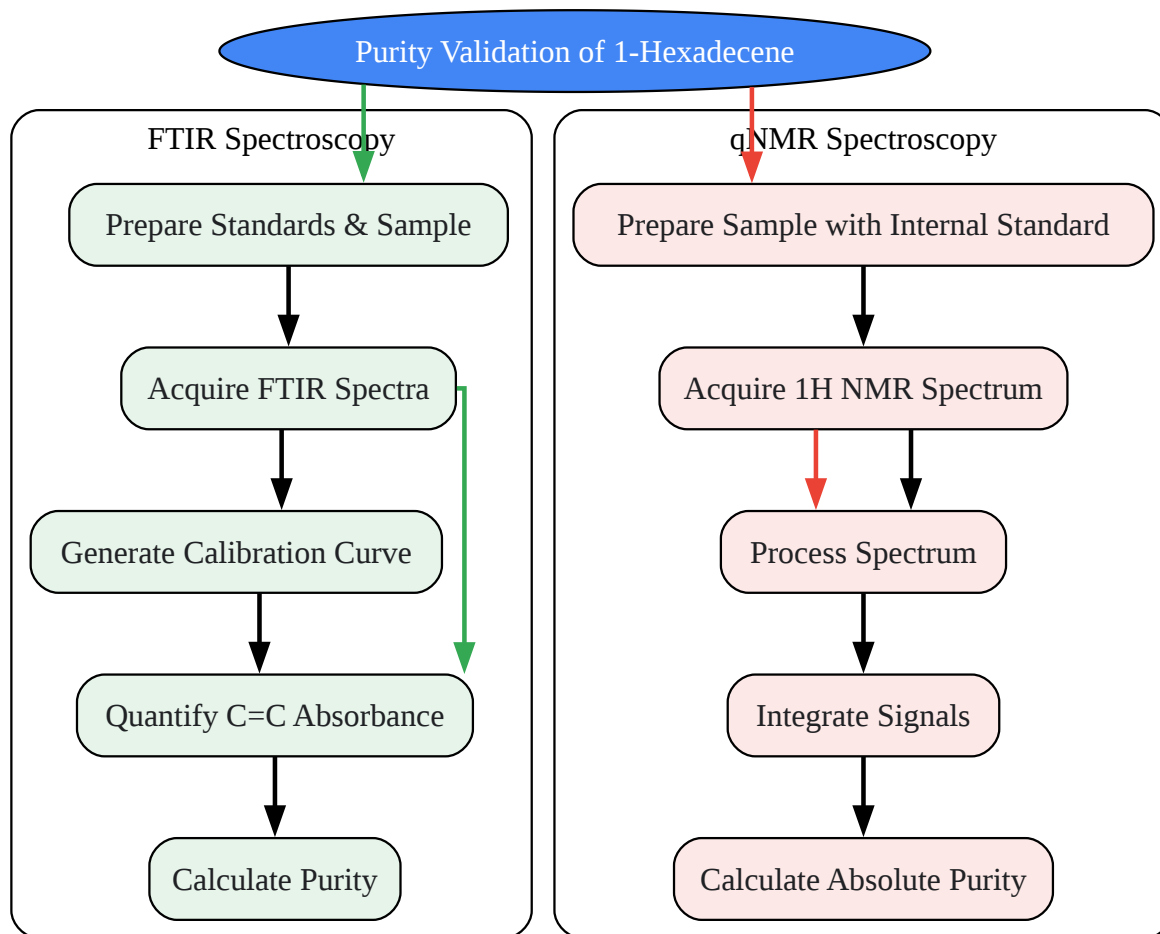 Purity Validation of 1-Hexadecene
FTIR Spectroscopy
Prepare Standards & Sample
Acquire FTIR Spectra
Generate Calibration Curve
Quantify C=C Absorbance
Calculate Purity
qNMR Spectroscopy
Prepare Sample with Internal Standard
Acquire 1H NMR Spectrum
Process Spectrum
Integrate Signals
Calculate Absolute Purity